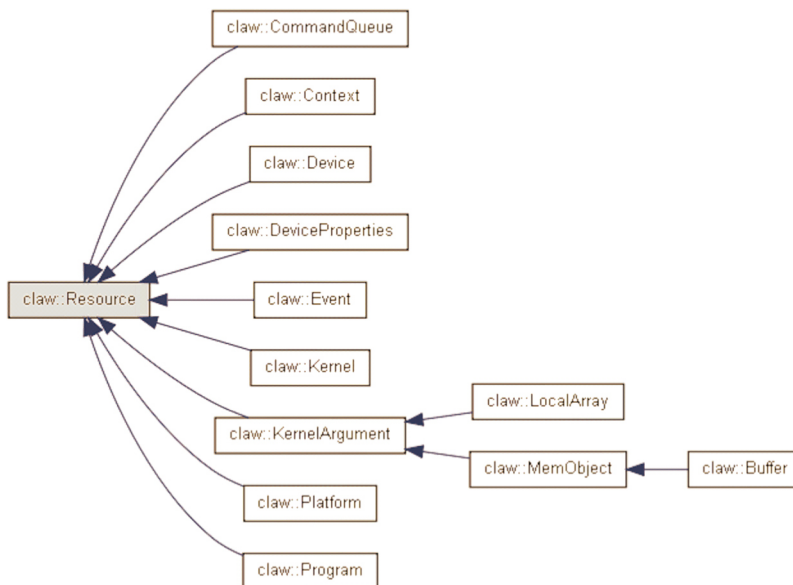 claw::CommandQueue
claw::Context
claw::Device
claw::DeviceProperties
claw::Resource
claw::Event
claw::Kernel
claw::LocalArray
claw::KernelArgument
claw::MemObject
claw::Buffer
claw::Platform
claw::Program